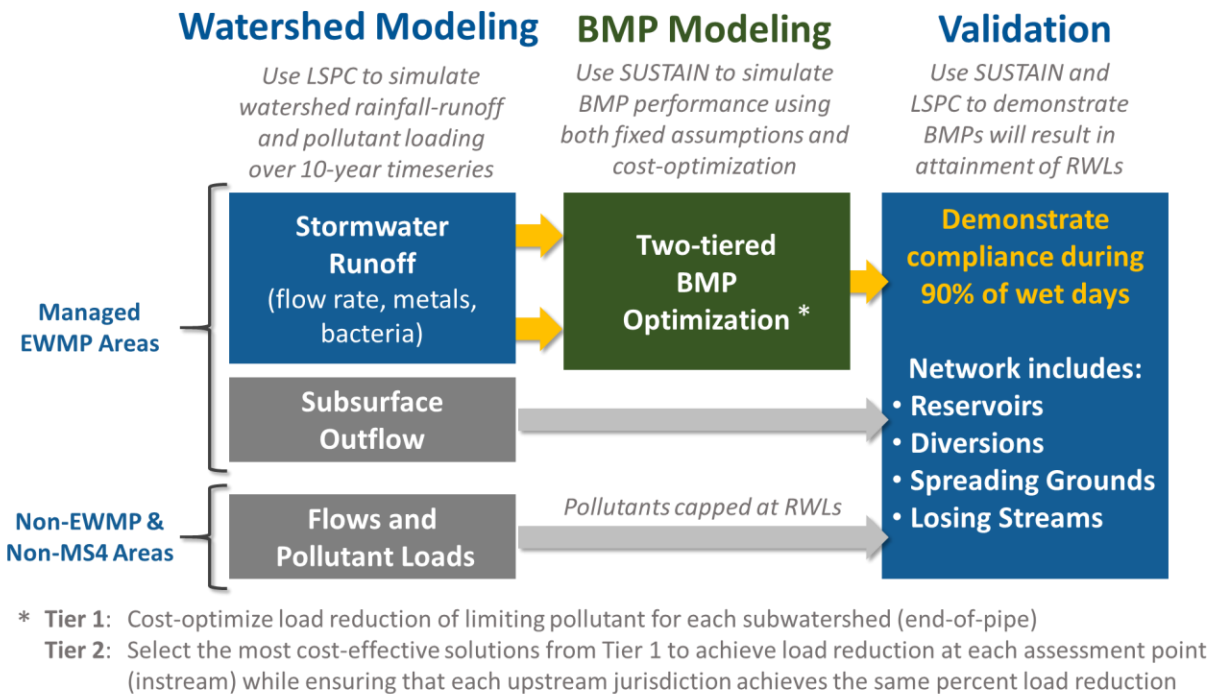 Watershed Modeling
Use LSPC to simulate
watershed rainfall-runoff
and pollutant loading
over 10-year timeseries
BMP Modeling
Use SUSTAIN to simulate
BMP performance using
both fixed assumptions and
cost-optimization
Validation
Use SUSTAIN and
LSPC to demonstrate
BMPs will result in
attainment of RWLs
Managed
EWMP Areas
Stormwater
Runoff
(flow rate, metals,
bacteria)
Two-tiered
BMP
Optimization *
Demonstrate
compliance during
90% of wet days
Subsurface
Outflow
Network includes:
• Reservoirs
• Diversions
• Spreading Grounds
• Losing Streams
Non-EWMP &
Non-MS4 Areas
Flows and
Pollutant Loads
Pollutants capped at RWLs
* Tier 1: Cost-optimize load reduction of limiting pollutant for each subwatershed (end-of-pipe)
Tier 2: Select the most cost-effective solutions from Tier 1 to achieve load reduction at each assessment point
(instream) while ensuring that each upstream jurisdiction achieves the same percent load reduction